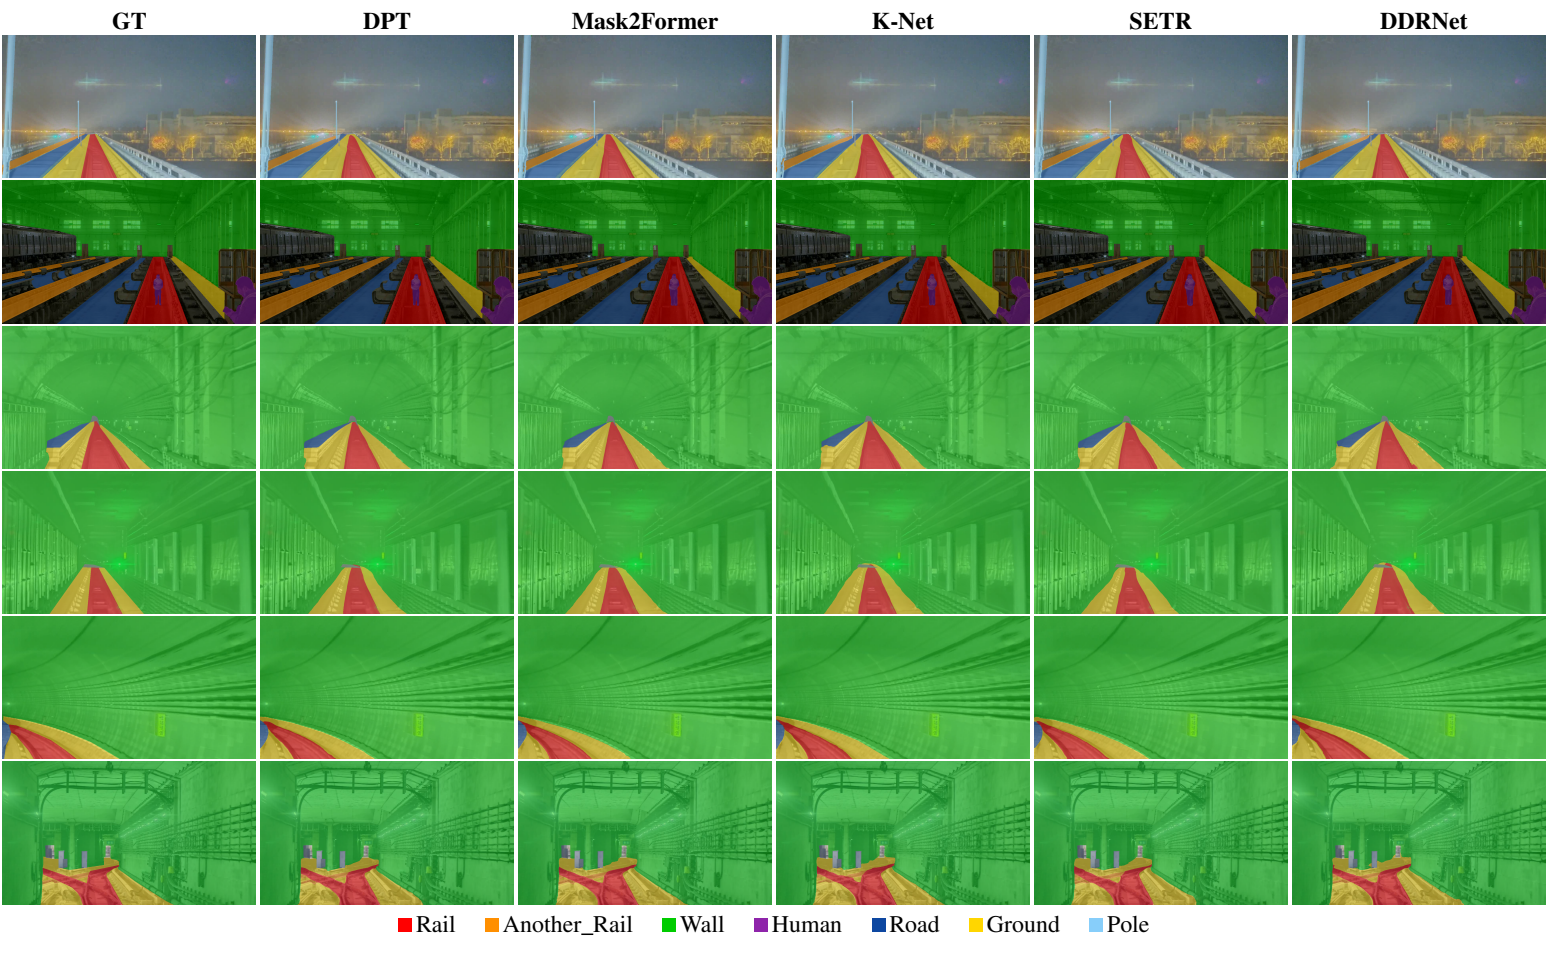 GT DPT Mask2Former K-Net SETR DDRNet
Rail Another_Rail Wall Human Road Ground Pole